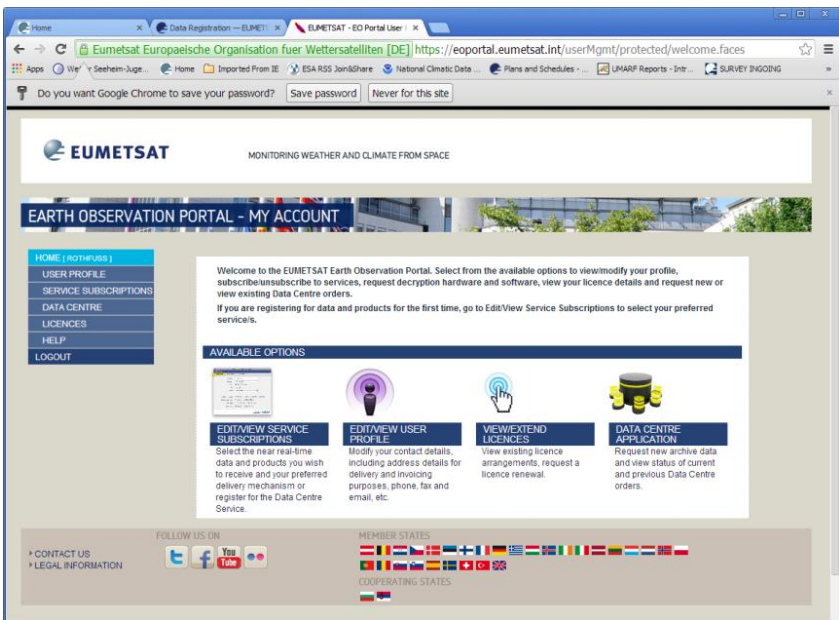 Home
Data Registration — EUMETS
EUMETSAT - EO Portal User
Eumetsat Europaeische Organisation fuer Wettersatelliten [DE] https://eoportal.eumetsat.int/userMgmt/protected/welcome.faces
Apps Seeheim-Juge... Home Imported From IE ESA RSS Join&Share National Climatic Data ... Plans and Schedules - ... UMARF Reports - Intr... SURVEY INGOING »
Do you want Google Chrome to save your password? Save password Never for this site
EUMETSAT
MONITORING WEATHER AND CLIMATE FROM SPACE
EARTH OBSERVATION PORTAL - MY ACCOUNT
HOME [ ROTHFUSS ]
USER PROFILE
SERVICE SUBSCRIPTIONS
DATA CENTRE
LICENCES
HELP
LOGOUT
Welcome to the EUMETSAT Earth Observation Portal. Select from the available options to view/modify your profile,
subscribe/unsubscribe to services, request decryption hardware and software, view your licence details and request new or
view existing Data Centre orders.
If you are registering for data and products for the first time, go to Edit/View Service Subscriptions to select your preferred
service/s.
AVAILABLE OPTIONS
EDIT/VIEW SERVICE
SUBSCRIPTIONS
Select the near real-time
data and products you wish
to receive and your preferred
delivery mechanism or
register for the Data Centre
Service.
EDIT/VIEW USER
PROFILE
Modify your contact details,
including address details for
delivery and invoicing
purposes, phone, fax and
email, etc.
VIEW/EXTEND
LICENCES
View existing licence
arrangements, request a
licence renewal.
DATA CENTRE
APPLICATION
Request new archive data
and view status of current
and previous Data Centre
orders.
CONTACT US
LEGAL INFORMATION
FOLLOW US ON
You
Tube
MEMBER STATES
COOPERATING STATES